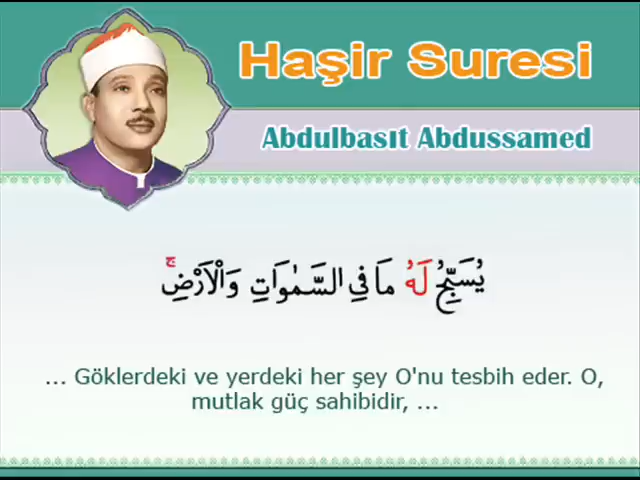 Haşir Suresi
Abdulbasıt Abdussamed
يُسَبِّحُ لَهُ مَا فِي السَّمٰوَاتِ وَالْاَرْضِۚ
... Göklerdeki ve yerdeki her şey O'nu tesbih eder. O,
mutlak güç sahibidir, ...